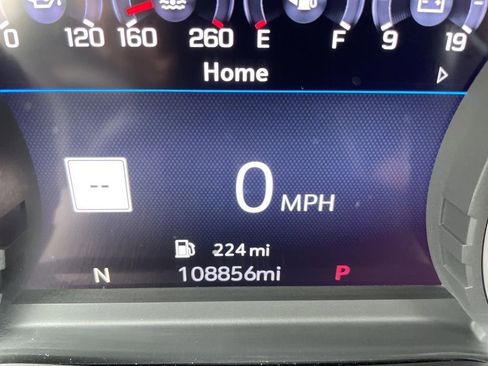 0 120 160 260 E F 9 19
Home
--
0 MPH
224 mi
N 108856mi P